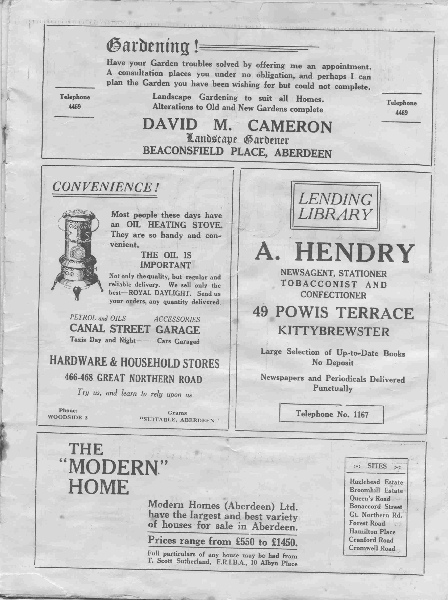 Gardening!
Have your Garden troubles solved by offering me an appointment.
A consultation places you under no obligation, and perhaps I can
plan the Garden you have been wishing for but could not complete.
Telephone
4469
Landscape Gardening to suit all Homes.
Alterations to Old and New Gardens complete
Telephone
4469
DAVID M. CAMERON
Landscape Gardener
BEACONSFIELD PLACE, ABERDEEN
CONVENIENCE!
Most people these days have
an OIL HEATING STOVE.
They are so handy and con-
venient.
THE OIL IS
IMPORTANT
Not only the quality, but regular and
reliable delivery. We sell only the
best—ROYAL DAYLIGHT. Send us
your orders, any quantity delivered
PETROL and OILS ACCESSORIES
CANAL STREET GARAGE
Taxis Day and Night— Cars Garaged
HARDWARE & HOUSEHOLD STORES
466-468 GREAT NORTHERN ROAD
Try us, and learn to rely upon us
Phone: Grams
WOODSIDE 3 "SUITABLE, ABERDEEN"
LENDING
LIBRARY
A. HENDRY
NEWSAGENT, STATIONER
TOBACCONIST AND
CONFECTIONER
49 POWIS TERRACE
KITTYBREWSTER
Large Selection of Up-to-Date Books
No Deposit
Newspapers and Periodicals Delivered
Punctually
Telephone No. 1167
THE
"MODERN"
HOME
Modern Homes (Aberdeen) Ltd.
have the largest and best variety
of houses for sale in Aberdeen.
Prices range from £550 to £1450.
Full particulars of any house may be had from
T. Scott Sutherland, F.R.I.B.A., 10 Albyn Place
SITES
Hazlehead Estate
Broomhill Estate
Queen's Road
Bonaccord Street
Gt. Northern Rd.
Forest Road
Hamilton Place
Cranford Road
Cromwell Road